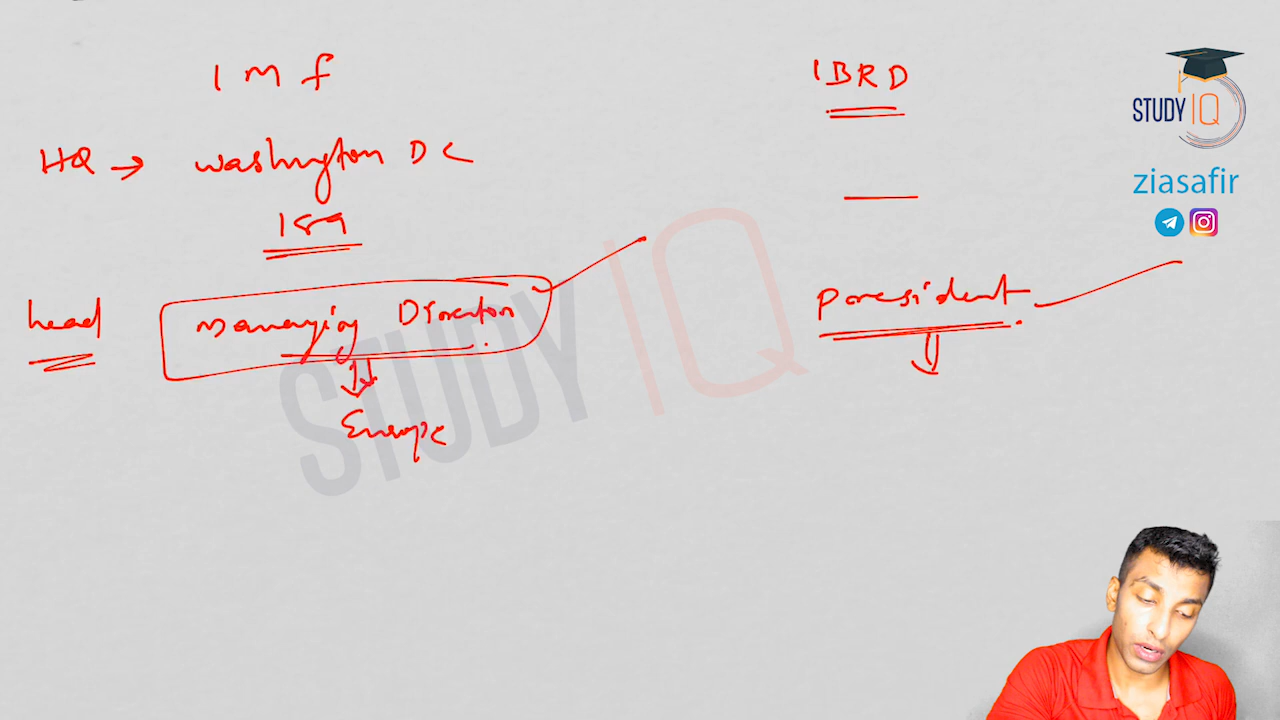 IMF
IBRD
HQ → Washington DC
189
head
Managing Director
President
Europe
STUDY IQ
STUDY IQ
ziasafir